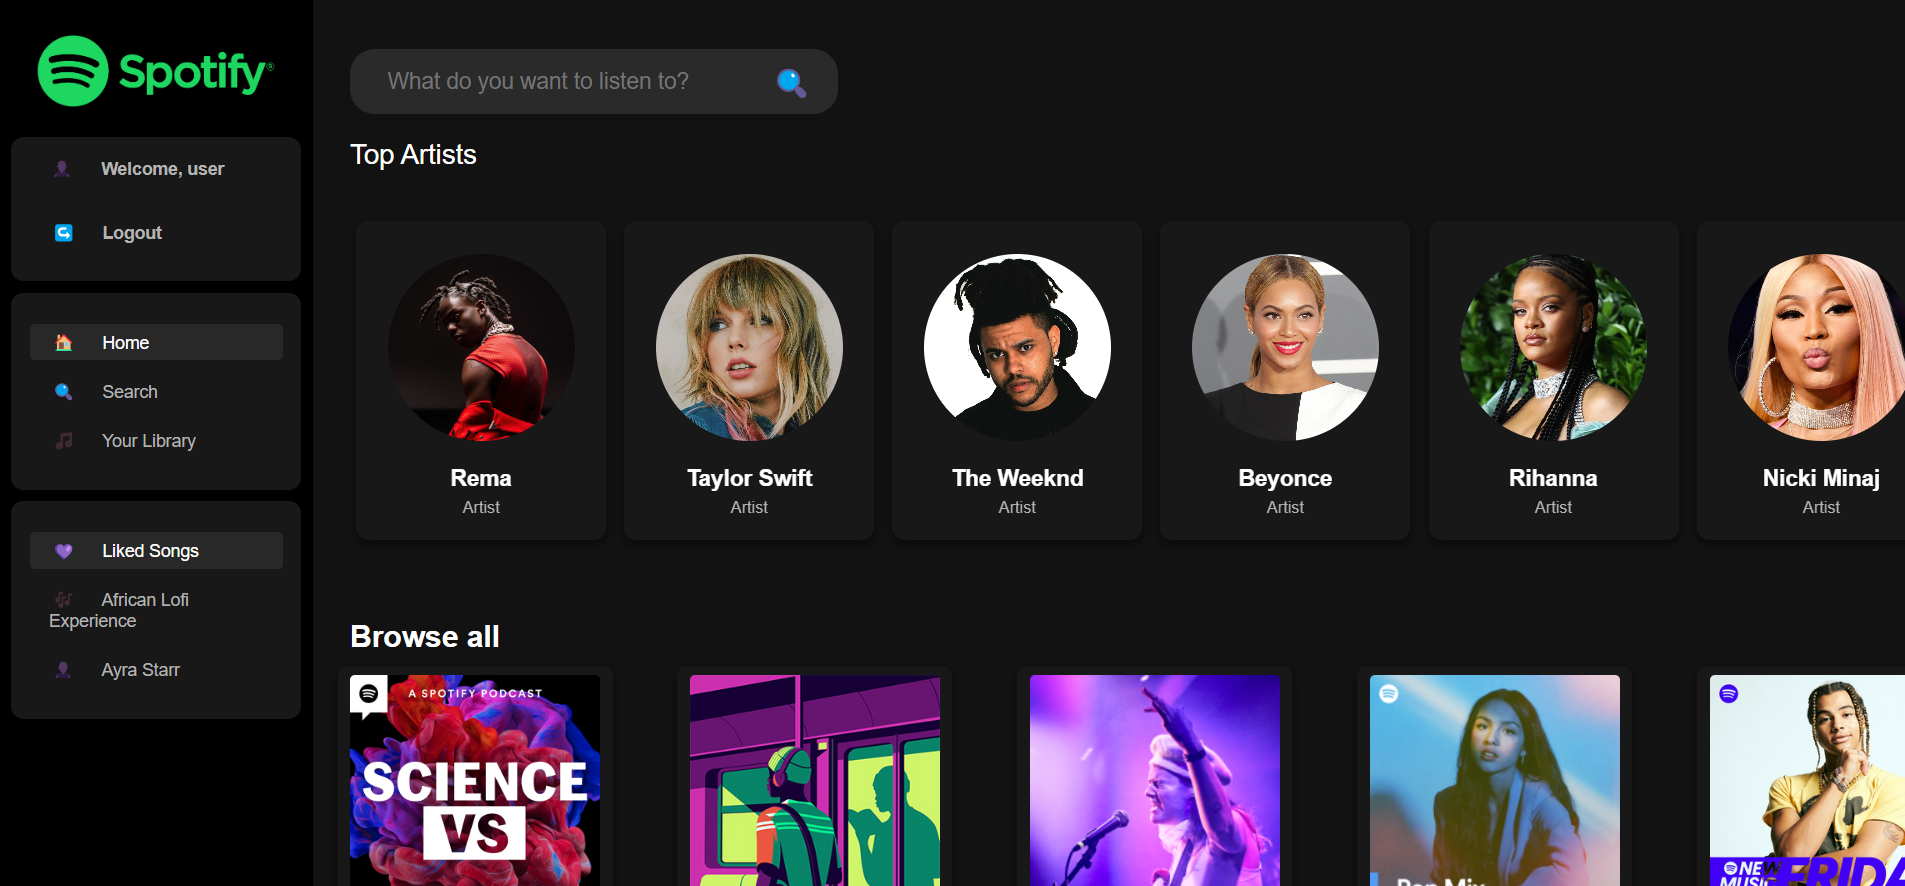 Spotify®
Welcome, user
Logout
Home
Search
Your Library
Liked Songs
African Lofi
Experience
Ayra Starr
What do you want to listen to?
Top Artists
Rema
Artist
Taylor Swift
Artist
The Weeknd
Artist
Beyonce
Artist
Rihanna
Artist
Nicki Minaj
Artist
Browse all
A SPOTIFY PODCAST
SCIENCE
VS
Pop Mix
NEW
MUSIC
FRIDA